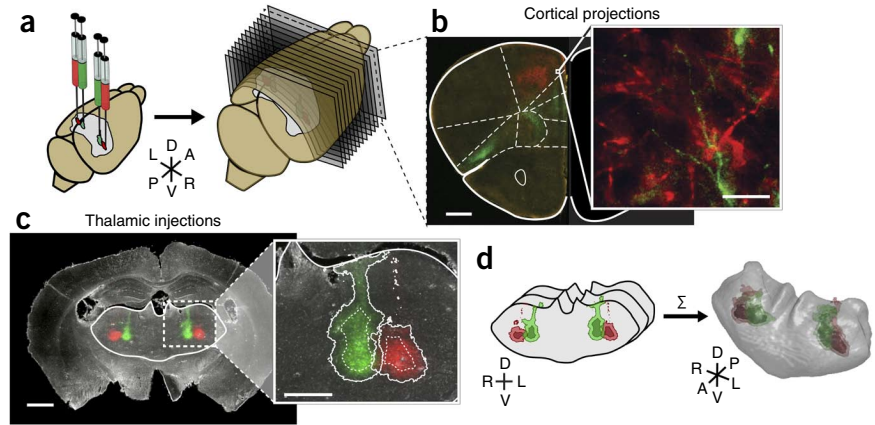 a
D
L A
P R
V
b
Cortical projections
c
Thalamic injections
d
Σ
D
R L
V
D
R P
A L
V